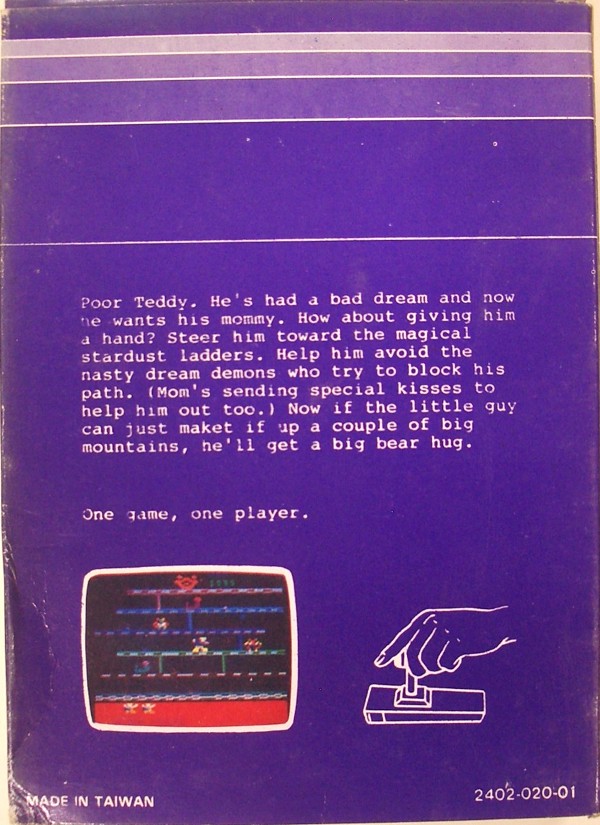 Poor Teddy. He's had a bad dream and now
he wants his mommy. How about giving him
a hand? Steer him toward the magical
stardust ladders. Help him avoid the
nasty dream demons who try to block his
path. (Mom's sending special kisses to
help him out too.) Now if the little guy
can just maket if up a couple of big
mountains, he'll get a big bear hug.
One game, one player.
MADE IN TAIWAN
2402-020-01